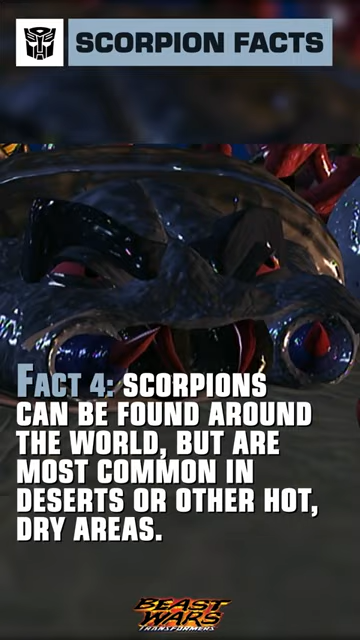 SCORPION FACTS
FACT 4: SCORPIONS
CAN BE FOUND AROUND
THE WORLD, BUT ARE
MOST COMMON IN
DESERTS OR OTHER HOT,
DRY AREAS.
BEAST
WARS
TRANSFORMERS